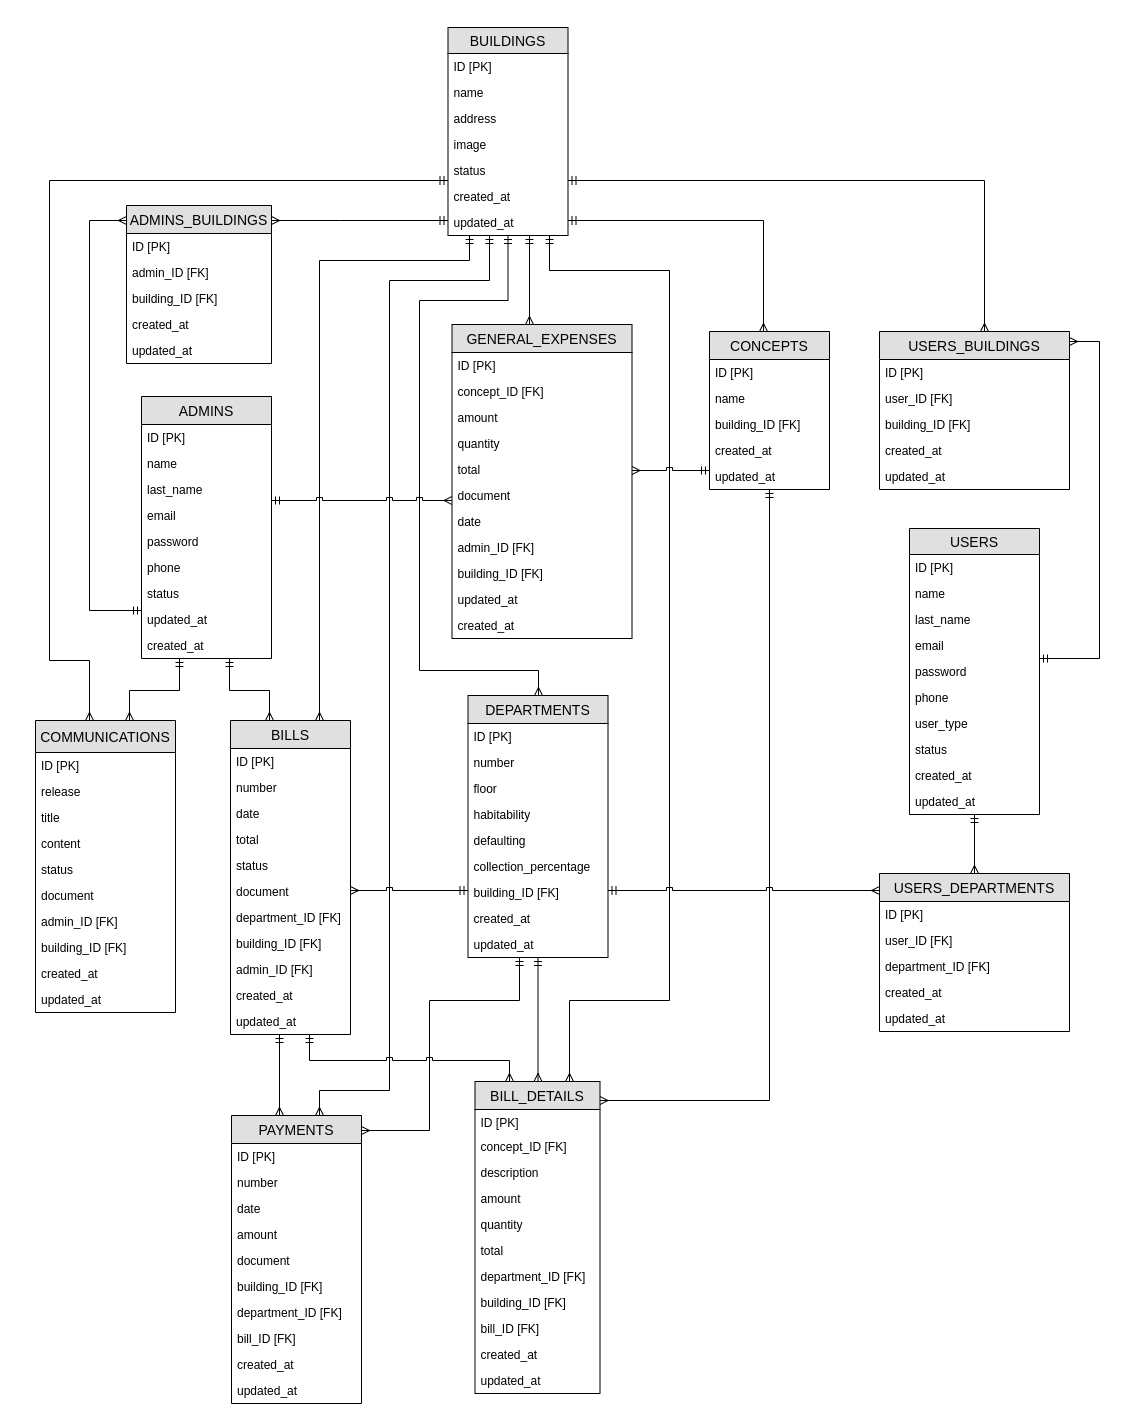 BUILDINGS
ID [PK]
name
address
image
status
created_at
updated_at
ADMINS_BUILDINGS
ID [PK]
admin_ID [FK]
building_ID [FK]
created_at
updated_at
GENERAL_EXPENSES
ID [PK]
concept_ID [FK]
amount
quantity
total
document
date
admin_ID [FK]
building_ID [FK]
updated_at
created_at
CONCEPTS
ID [PK]
name
building_ID [FK]
created_at
updated_at
USERS_BUILDINGS
ID [PK]
user_ID [FK]
building_ID [FK]
created_at
updated_at
ADMINS
ID [PK]
name
last_name
email
password
phone
status
updated_at
created_at
USERS
ID [PK]
name
last_name
email
password
phone
user_type
status
created_at
updated_at
COMMUNICATIONS
ID [PK]
release
title
content
status
document
admin_ID [FK]
building_ID [FK]
created_at
updated_at
BILLS
ID [PK]
number
date
total
status
document
department_ID [FK]
building_ID [FK]
admin_ID [FK]
created_at
updated_at
DEPARTMENTS
ID [PK]
number
floor
habitability
defaulting
collection_percentage
building_ID [FK]
created_at
updated_at
USERS_DEPARTMENTS
ID [PK]
user_ID [FK]
department_ID [FK]
created_at
updated_at
PAYMENTS
ID [PK]
number
date
amount
document
building_ID [FK]
department_ID [FK]
bill_ID [FK]
created_at
updated_at
BILL_DETAILS
ID [PK]
concept_ID [FK]
description
amount
quantity
total
department_ID [FK]
building_ID [FK]
bill_ID [FK]
created_at
updated_at